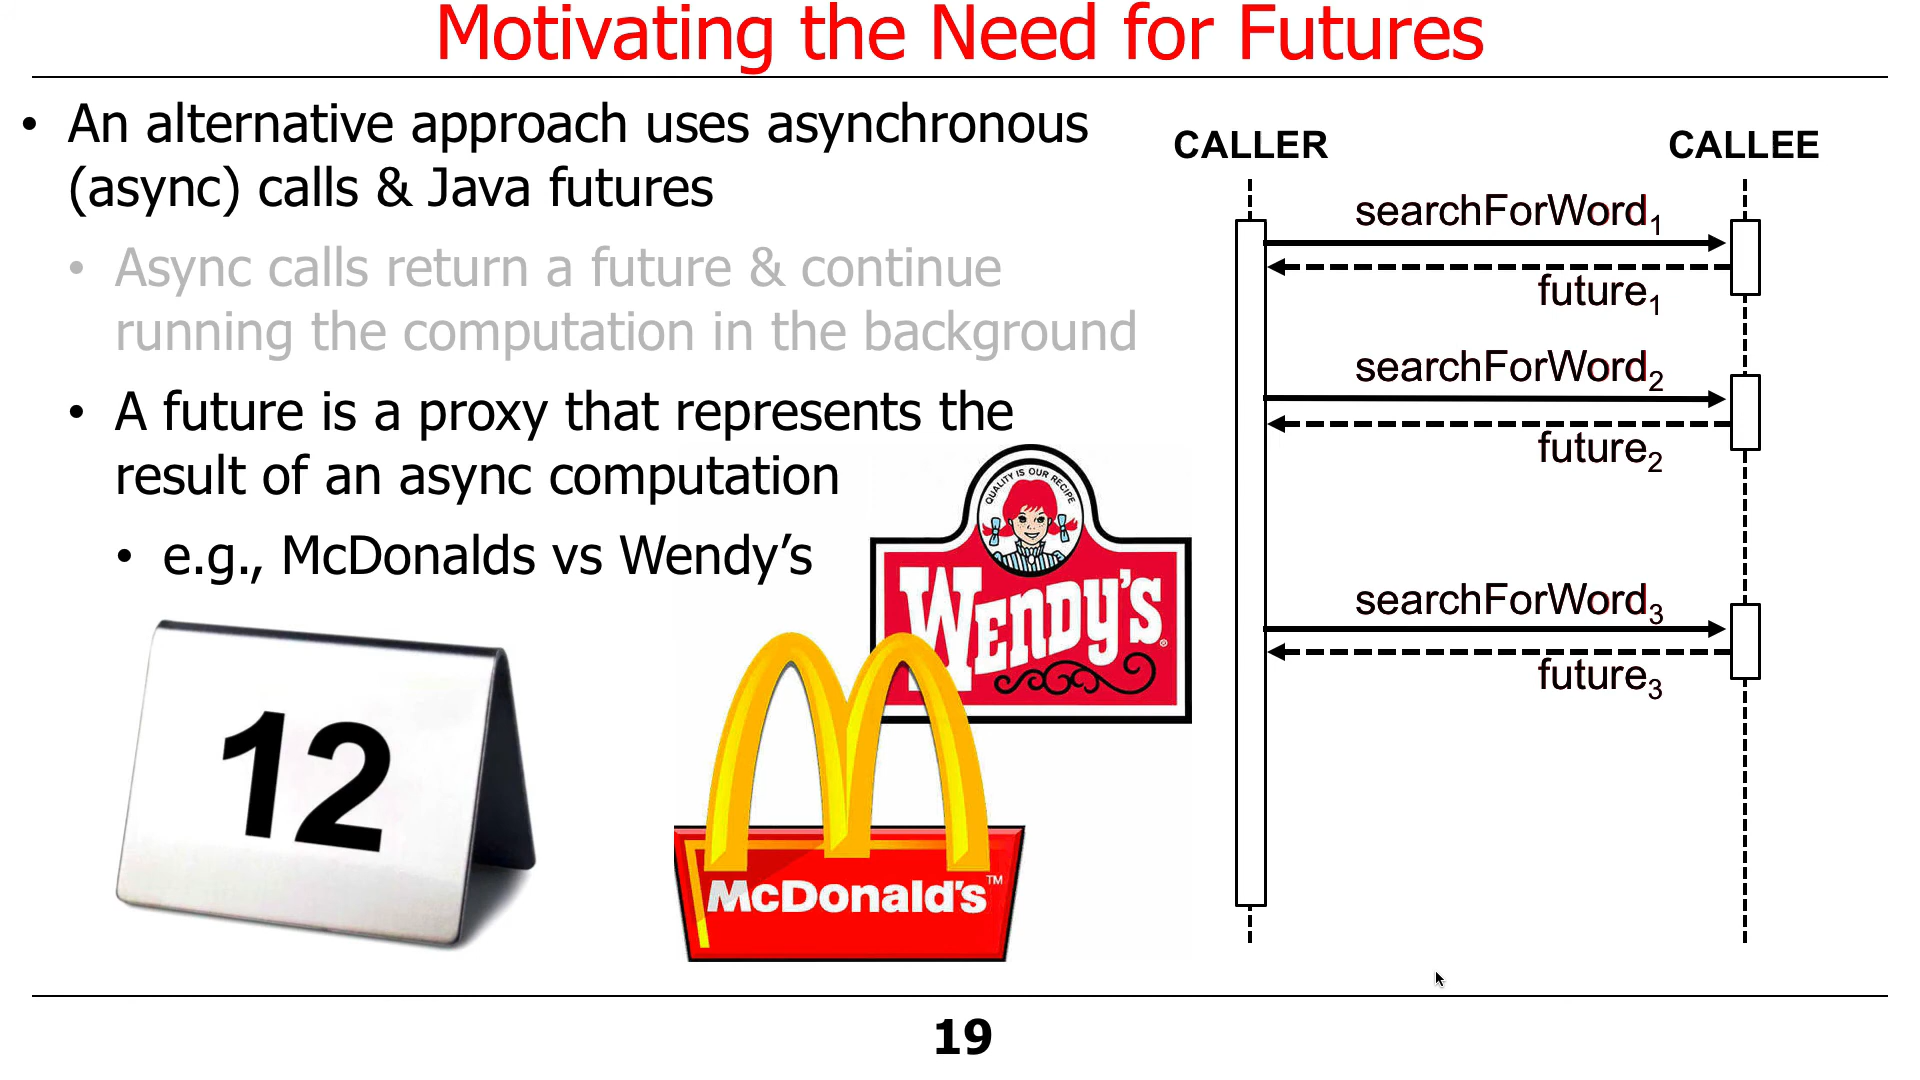 Motivating the Need for Futures
• An alternative approach uses asynchronous
(async) calls & Java futures
• Async calls return a future & continue
running the computation in the background
• A future is a proxy that represents the
result of an async computation
• e.g., McDonalds vs Wendy’s
12
QUALITY IS OUR RECIPE
WENDY'S®
McDonald's™
CALLER CALLEE
searchForWord₁
future₁
searchForWord₂
future₂
searchForWord₃
future₃
19